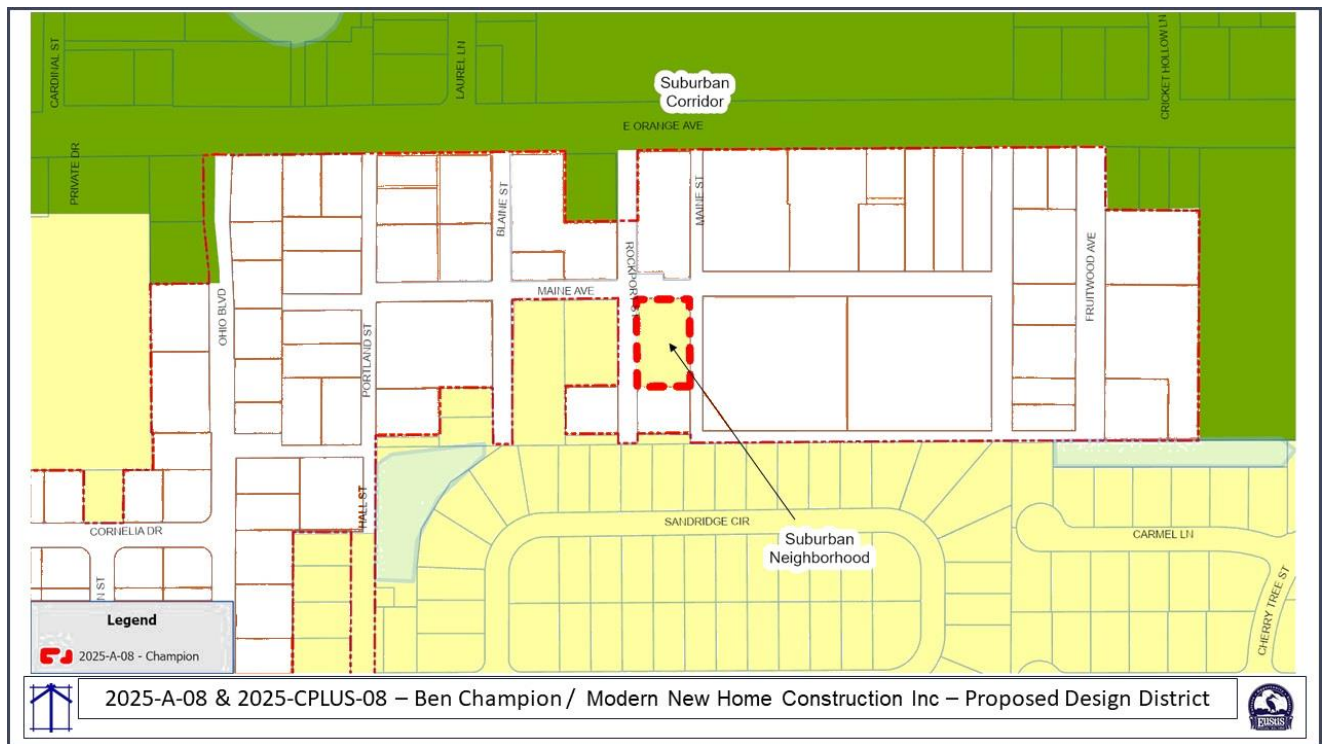 CARDINAL ST
LAUREL LN
CRICKET HOLLOW LN
Suburban
Corridor
E ORANGE AVE
PRIVATE DR
BLAINE ST
MAINE ST
ROCKPORT ST
FRUITWOOD AVE
MAINE AVE
OHIO BLVD
PORTLAND ST
HALL ST
SANDRIDGE CIR
CORNELIA DR
Suburban
Neighborhood
CARMEL LN
N ST
CHERRY TREE ST
Legend
2025-A-08 - Champion
2025-A-08 & 2025-CPLUS-08 – Ben Champion / Modern New Home Construction Inc – Proposed Design District